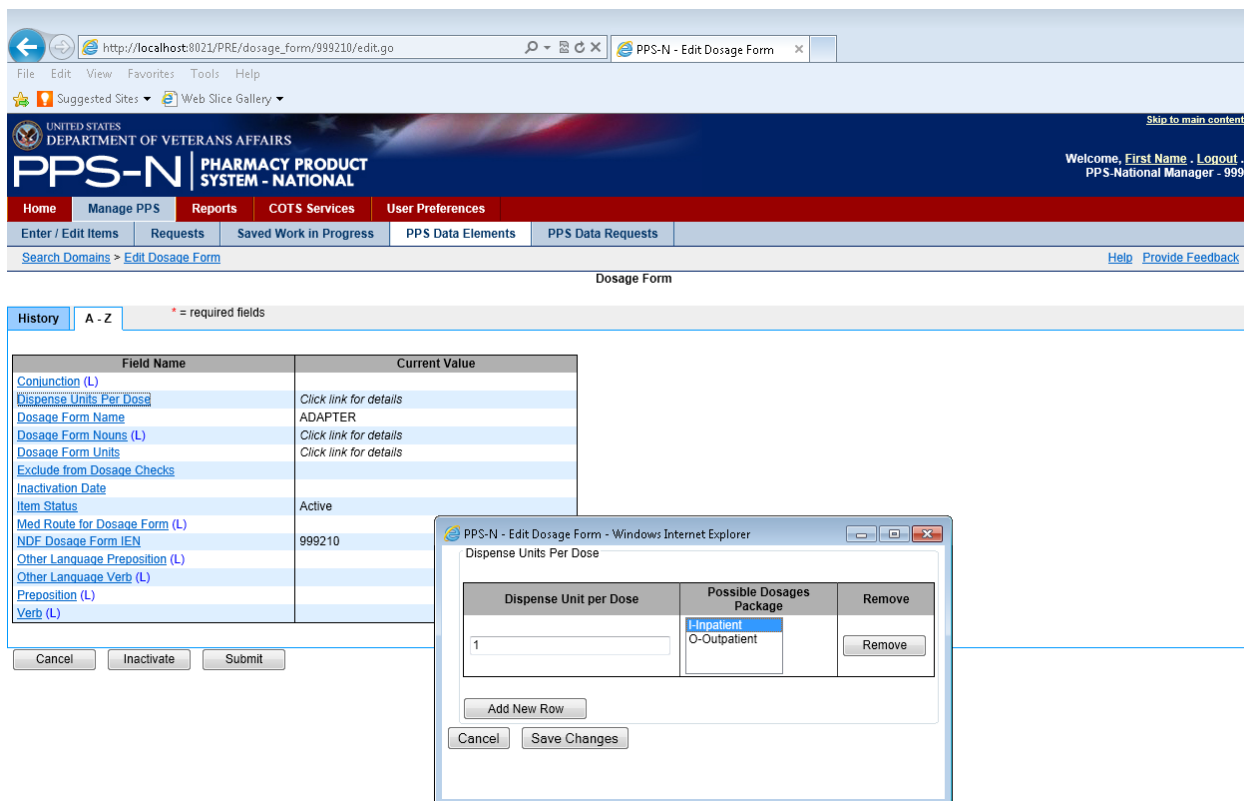 http://localhost:8021/PRE/dosage_form/999210/edit.go
PPS-N - Edit Dosage Form
File Edit View Favorites Tools Help
Suggested Sites Web Slice Gallery
Skip to main content
UNITED STATES
DEPARTMENT OF VETERANS AFFAIRS
PPS-N PHARMACY PRODUCT
SYSTEM - NATIONAL
Welcome, First Name . Logout .
PPS-National Manager - 999
Home Manage PPS Reports COTS Services User Preferences
Enter / Edit Items Requests Saved Work in Progress PPS Data Elements PPS Data Requests
Search Domains > Edit Dosage Form Help Provide Feedback
Dosage Form
History A - Z * = required fields
Field Name Current Value
Conjunction (L)
Dispense Units Per Dose Click link for details
Dosage Form Name ADAPTER
Dosage Form Nouns (L) Click link for details
Dosage Form Units Click link for details
Exclude from Dosage Checks
Inactivation Date
Item Status Active
Med Route for Dosage Form (L)
NDF Dosage Form IEN 999210
Other Language Preposition (L)
Other Language Verb (L)
Preposition (L)
Verb (L)
Cancel Inactivate Submit
PPS-N - Edit Dosage Form - Windows Internet Explorer
Dispense Units Per Dose
Dispense Unit per Dose Possible Dosages Package Remove
1 I-Inpatient Remove
O-Outpatient
Add New Row
Cancel Save Changes